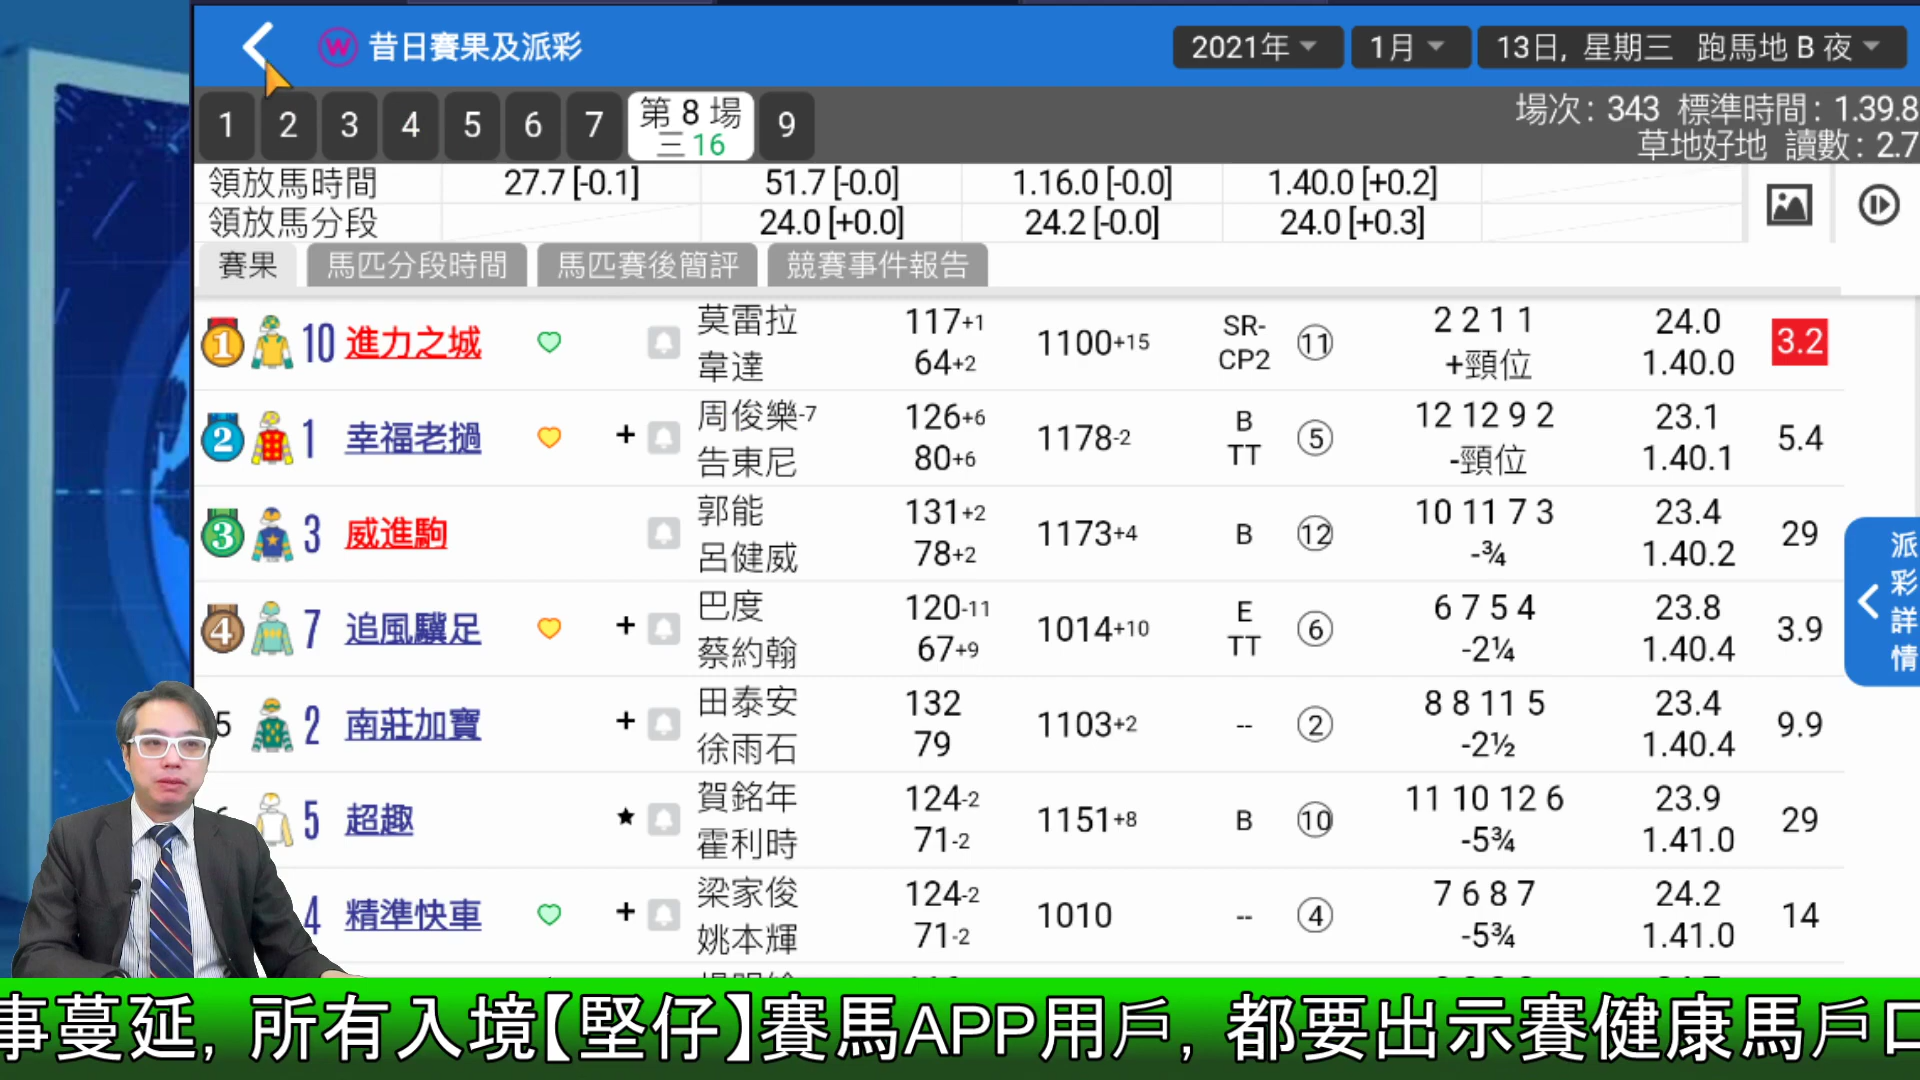 W 昔日賽果及派彩 2021年 1月 13日, 星期三 跑馬地 B 夜
1 2 3 4 5 6 7 第 8 場 9
三 16
場次: 343 標準時間: 1.39.8
草地好地 讀數: 2.7
領放馬時間 27.7 [-0.1] 51.7 [-0.0] 1.16.0 [-0.0] 1.40.0 [+0.2]
領放馬分段 24.0 [+0.0] 24.2 [-0.0] 24.0 [+0.3]
賽果 馬匹分段時間 馬匹賽後簡評 競賽事件報告
1 10 進力之城 莫雷拉 韋達 117+1 64+2 1100+15 SR-CP2 11 2 2 1 1 +頸位 24.0 1.40.0 3.2
2 1 幸福老撾 + 周俊樂-7 告東尼 126+6 80+6 1178-2 B TT 5 12 12 9 2 -頸位 23.1 1.40.1 5.4
3 3 威進駒 郭能 呂健威 131+2 78+2 1173+4 B 12 10 11 7 3 -¾ 23.4 1.40.2 29
4 7 追風驥足 + 巴度 蔡約翰 120-11 67+9 1014+10 E TT 6 6 7 5 4 -2¼ 23.8 1.40.4 3.9
5 2 南莊加寶 + 田泰安 徐雨石 132 79 1103+2 -- 2 8 8 11 5 -2½ 23.4 1.40.4 9.9
5 超趣 ★ 賀銘年 霍利時 124-2 71-2 1151+8 B 10 11 10 12 6 -5¾ 23.9 1.41.0 29
4 精準快車 + 梁家俊 姚本輝 124-2 71-2 1010 -- 4 7 6 8 7 -5¾ 24.2 1.41.0 14
派彩詳情
事蔓延, 所有入境【堅仔】賽馬APP用戶, 都要出示賽健康馬戶口